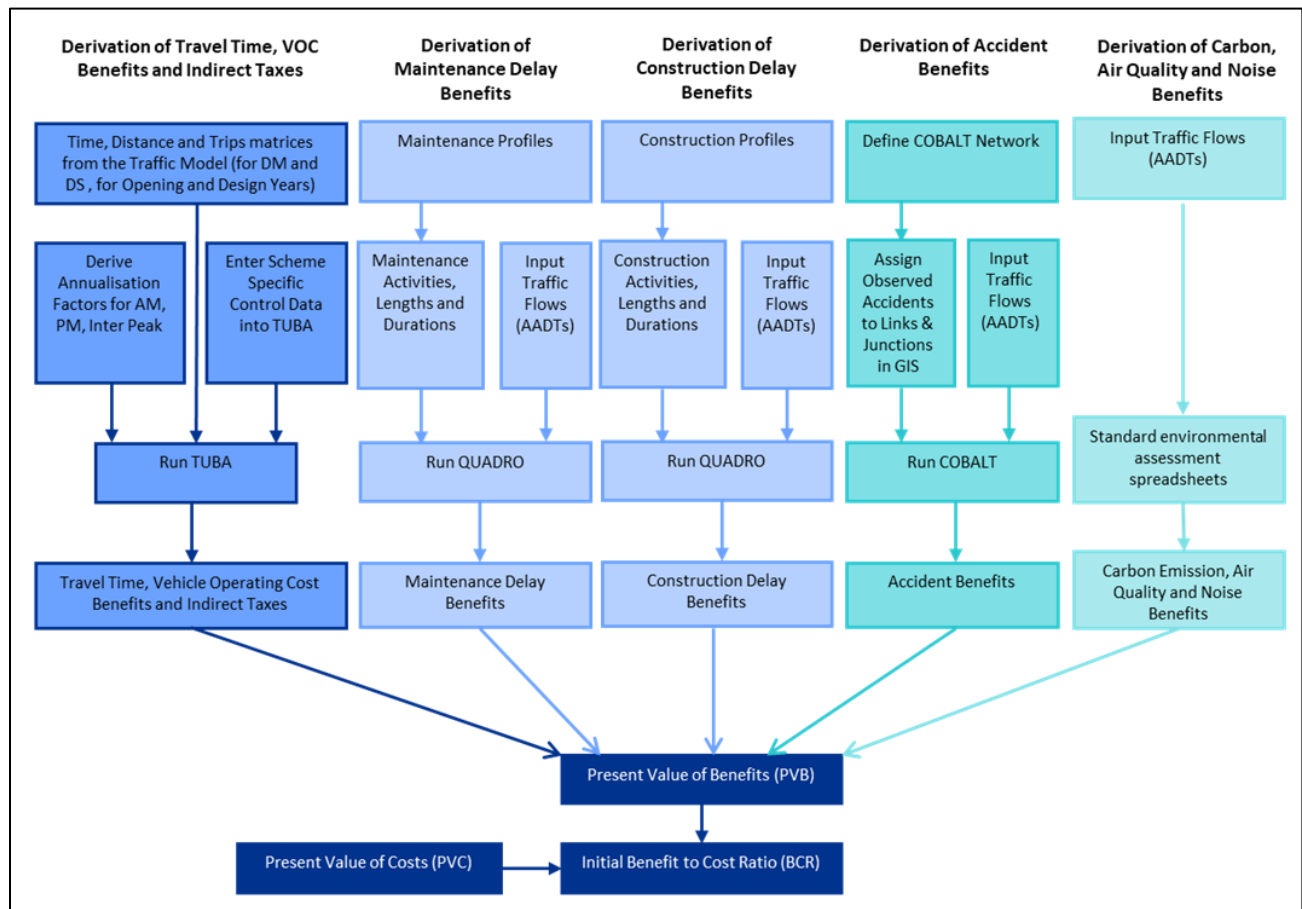 Derivation of Travel Time, VOC
Benefits and Indirect Taxes
Derivation of
Maintenance Delay
Benefits
Derivation of
Construction Delay
Benefits
Derivation of Accident
Benefits
Derivation of Carbon,
Air Quality and Noise
Benefits
Time, Distance and Trips matrices
from the Traffic Model (for DM and
DS , for Opening and Design Years)
Maintenance Profiles
Construction Profiles
Define COBALT Network
Input Traffic Flows
(AADTs)
Derive
Annualisation
Factors for AM,
PM, Inter Peak
Enter Scheme
Specific
Control Data
into TUBA
Maintenance
Activities,
Lengths and
Durations
Input
Traffic
Flows
(AADTs)
Construction
Activities,
Lengths and
Durations
Input
Traffic
Flows
(AADTs)
Assign
Observed
Accidents
to Links &
Junctions
in GIS
Input
Traffic
Flows
(AADTs)
Run TUBA
Run QUADRO
Run QUADRO
Run COBALT
Standard environmental
assessment
spreadsheets
Travel Time, Vehicle Operating Cost
Benefits and Indirect Taxes
Maintenance Delay
Benefits
Construction Delay
Benefits
Accident Benefits
Carbon Emission, Air
Quality and Noise
Benefits
Present Value of Benefits (PVB)
Present Value of Costs (PVC)
Initial Benefit to Cost Ratio (BCR)